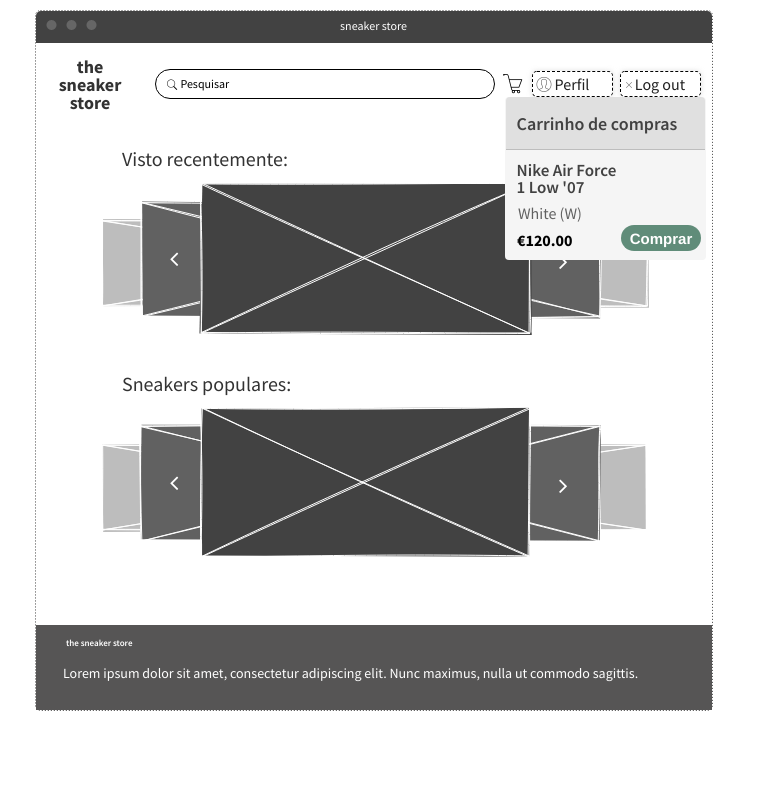 sneaker store
the
sneaker
store
Pesquisar
Perfil
Log out
Carrinho de compras
Nike Air Force
1 Low '07
White (W)
€120.00
Comprar
Visto recentemente:
Sneakers populares:
the sneaker store
Lorem ipsum dolor sit amet, consectetur adipiscing elit. Nunc maximus, nulla ut commodo sagittis.